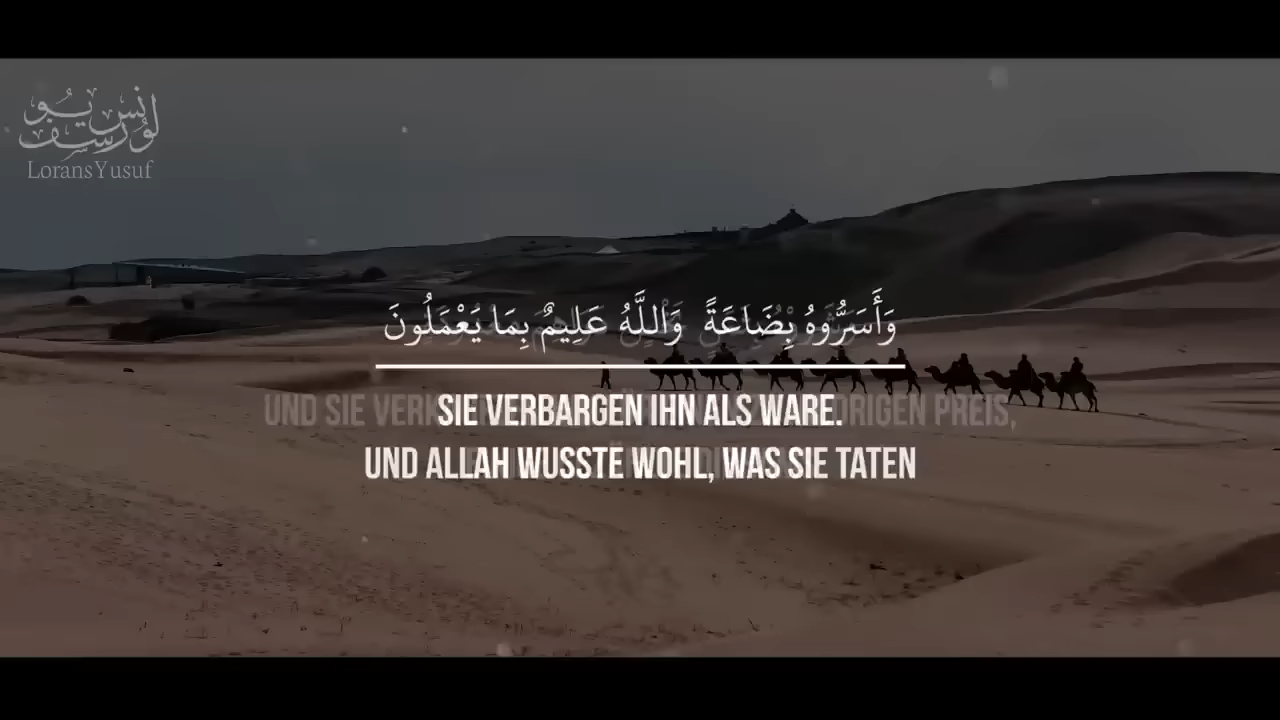 لورنس يوسف
LoransYusuf
وَأَسَرُّوهُ بِضَاعَةً وَاللَّهُ عَلِيمٌ بِمَا يَعْمَلُونَ
SIE VERBARGEN IHN ALS WARE.
UND ALLAH WUSSTE WOHL, WAS SIE TATEN